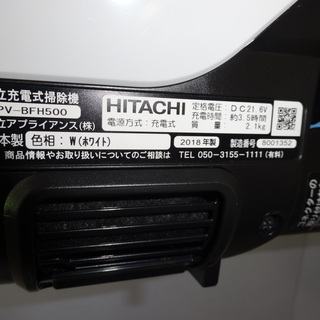 立充電式掃除機
PV-BFH500
立アプライアンス(株)
HITACHI
定格電圧:DC21.6V
充電時間:約3.5時間
電源方式:充電式
質量:2.1kg
本製 色相:W(ホワイト)
2018年製
製造番号 8001352
商品情報やお取り扱いについてのご相談は
TEL 050-3155-1111 (有料)